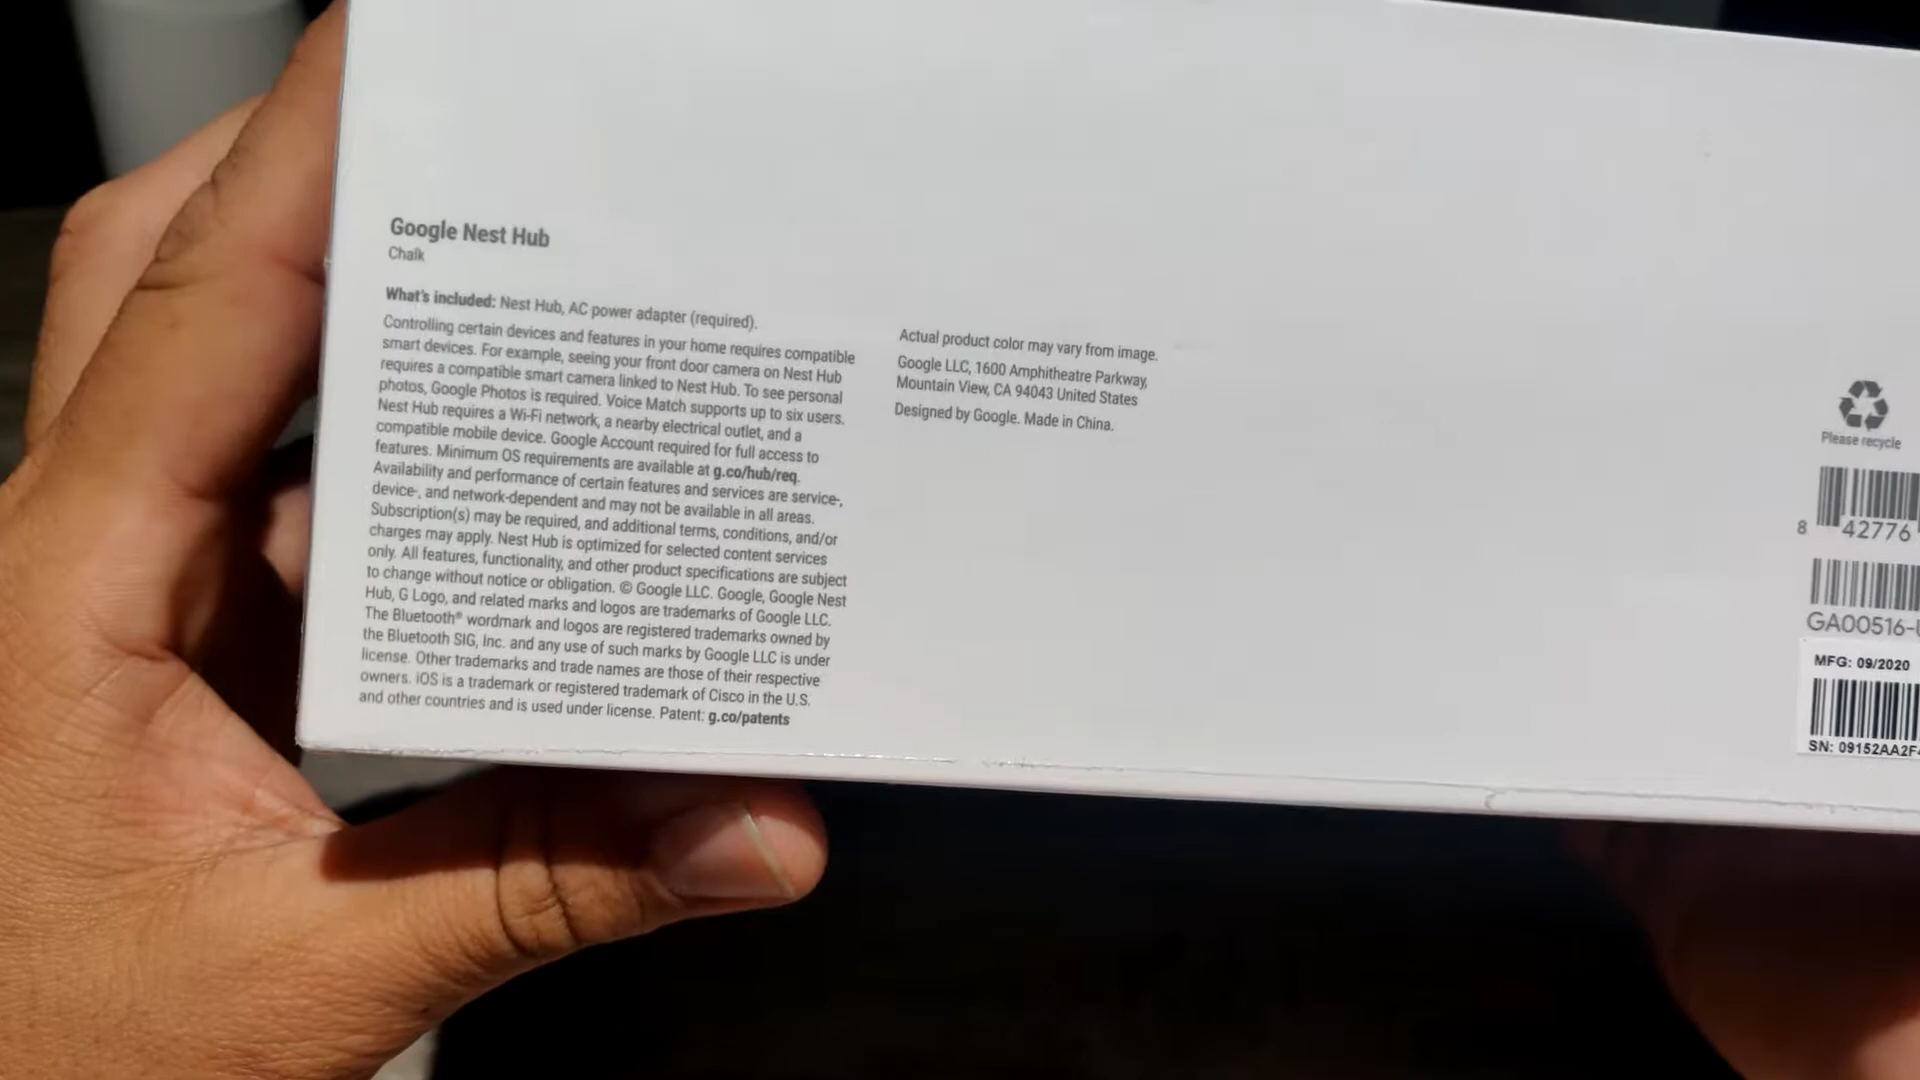 Google Nest Hub
Chalk
What's included: Nest Hub, AC power adapter (required).
Controlling certain devices and features in your home requires compatible
smart devices. For example, seeing your front door camera on Nest Hub
requires a compatible smart camera linked to Nest Hub. To see personal
photos, Google Photos is required. Voice Match supports up to six users.
Nest Hub requires a Wi-Fi network, a nearby electrical outlet, and a
compatible mobile device. Google Account required for full access to
features. Minimum OS requirements are available at g.co/hub/req.
Availability and performance of certain features and services are service-,
device-, and network-dependent and may not be available in all areas.
Subscription(s) may be required, and additional terms, conditions, and/or
charges may apply. Nest Hub is optimized for selected content services
only. All features, functionality, and other product specifications are subject
to change without notice or obligation. © Google LLC. Google, Google Nest
Hub, G Logo, and related marks and logos are trademarks of Google LLC.
The Bluetooth® wordmark and logos are registered trademarks owned by
the Bluetooth SIG, Inc. and any use of such marks by Google LLC is under
license. Other trademarks and trade names are those of their respective
owners. iOS is a trademark or registered trademark of Cisco in the U.S.
and other countries and is used under license. Patent: g.co/patents
Actual product color may vary from image.
Google LLC, 1600 Amphitheatre Parkway,
Mountain View, CA 94043 United States
Designed by Google. Made in China.
Please recycle
8 42776
GA00516-
MFG: 09/2020
SN: 09152AA2F